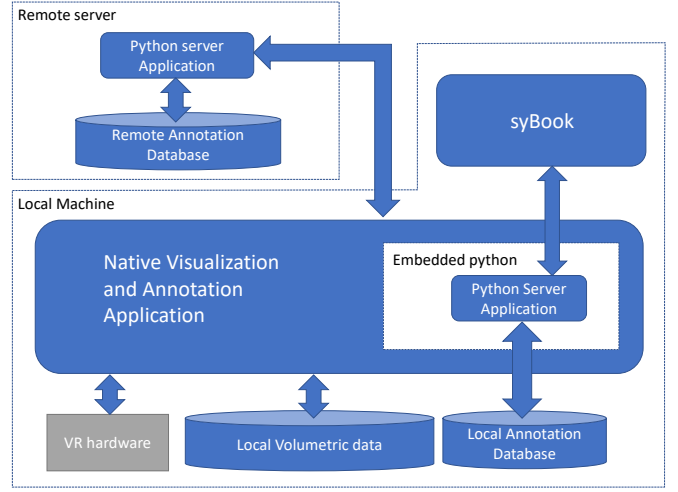 Remote server
Python server
Application
Remote Annotation
Database
syBook
Local Machine
Native Visualization
and Annotation
Application
Embedded python
Python Server
Application
VR hardware
Local Volumetric data
Local Annotation
Database